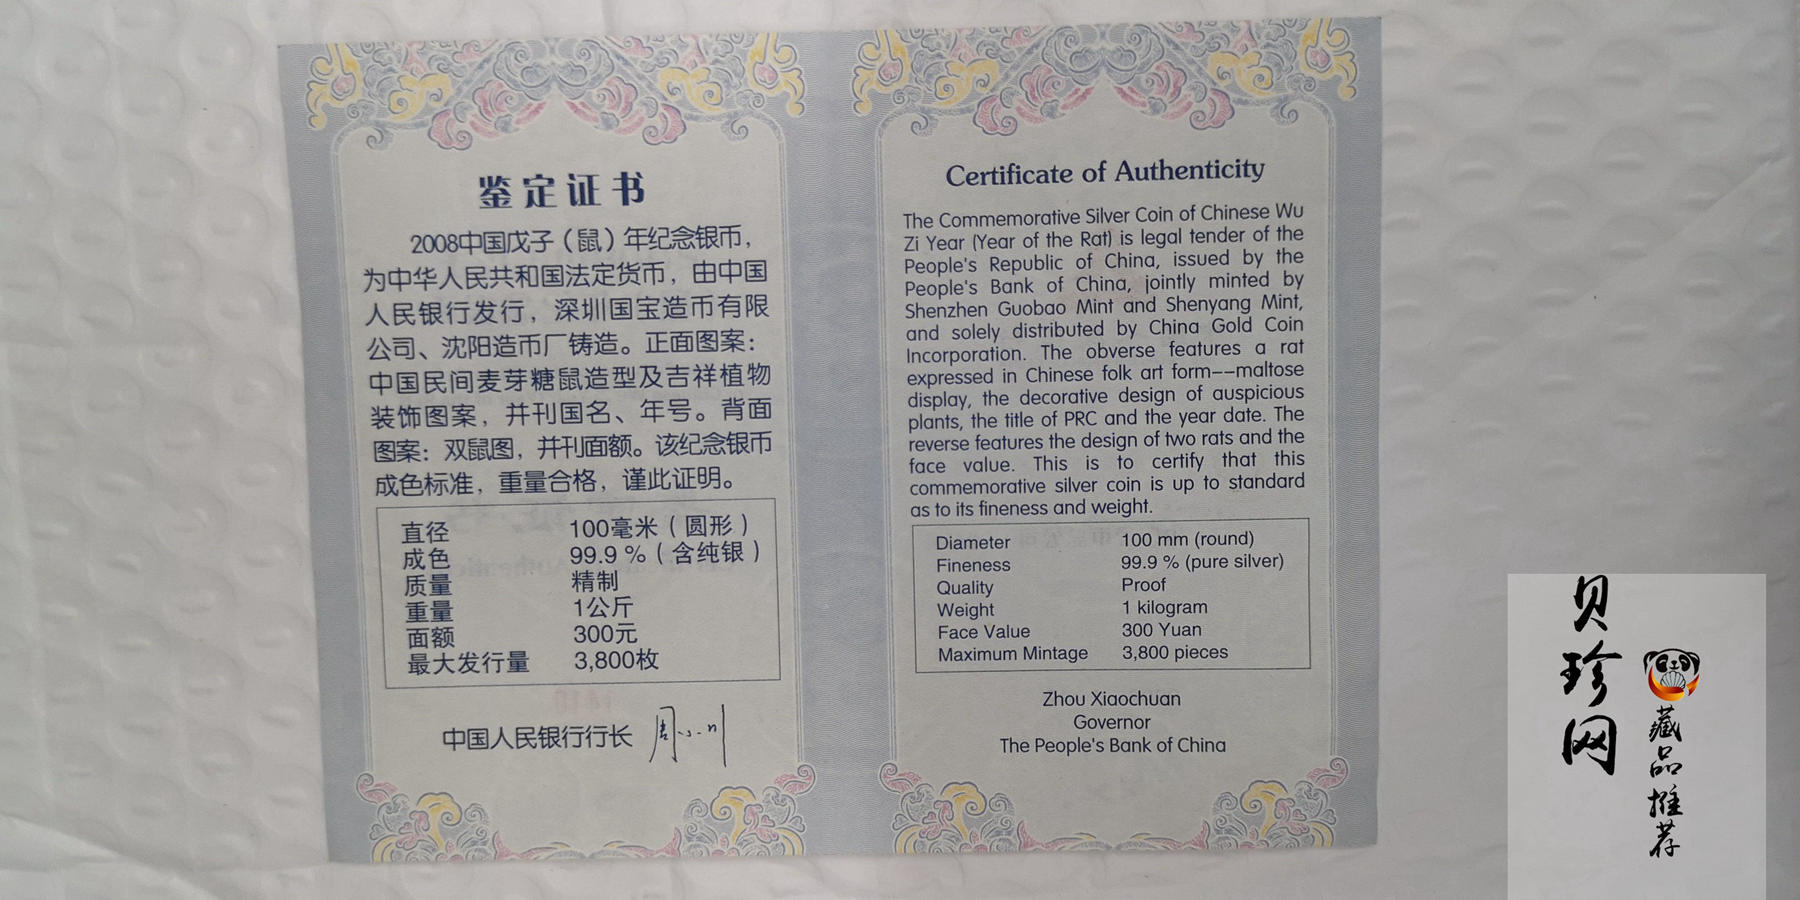 鉴定证书
2008中国戊子（鼠）年纪念银币，
为中华人民共和国法定货币，由中国
人民银行发行，深圳国宝造币有限
公司、沈阳造币厂铸造。正面图案：
中国民间麦芽糖鼠造型及吉祥植物
装饰图案，并刊国名、年号。背面
图案：双鼠图，并刊面额。该纪念银币
成色标准，重量合格，谨此证明。
直径 100毫米（圆形）
成色 99.9 %（含纯银）
质量 精制
重量 1公斤
面额 300元
最大发行量 3,800枚
中国人民银行行长 周小川
Certificate of Authenticity
The Commemorative Silver Coin of Chinese Wu
Zi Year (Year of the Rat) is legal tender of the
People's Republic of China, issued by the
People's Bank of China, jointly minted by
Shenzhen Guobao Mint and Shenyang Mint,
and solely distributed by China Gold Coin
Incorporation. The obverse features a rat
expressed in Chinese folk art form--maltose
display, the decorative design of auspicious
plants, the title of PRC and the year date. The
reverse features the design of two rats and the
face value. This is to certify that this
commemorative silver coin is up to standard
as to its fineness and weight.
Diameter 100 mm (round)
Fineness 99.9 % (pure silver)
Quality Proof
Weight 1 kilogram
Face Value 300 Yuan
Maximum Mintage 3,800 pieces
Zhou Xiaochuan
Governor
The People's Bank of China
贝珍网
藏品推荐